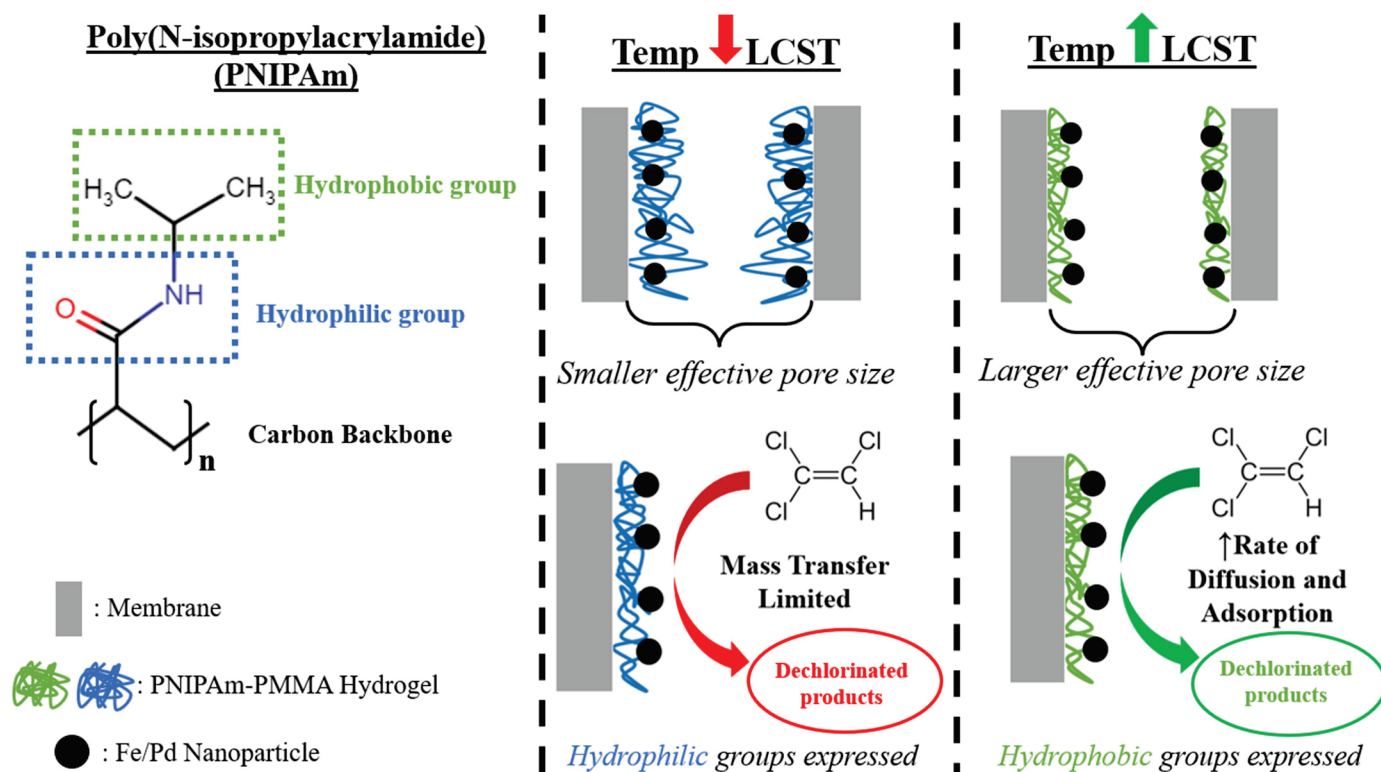 Poly(N-isopropylacrylamide)
(PNIPAm)
H₃C
CH₃
Hydrophobic group
NH
O
Hydrophilic group
n
Carbon Backbone
: Membrane
: PNIPAm-PMMA Hydrogel
: Fe/Pd Nanoparticle
Temp LCST
Smaller effective pore size
Cl Cl
C=C
Cl H
Mass Transfer
Limited
Dechlorinated
products
Hydrophilic groups expressed
Temp LCST
Larger effective pore size
Cl Cl
C=C
Cl H
↑Rate of
Diffusion and
Adsorption
Dechlorinated
products
Hydrophobic groups expressed